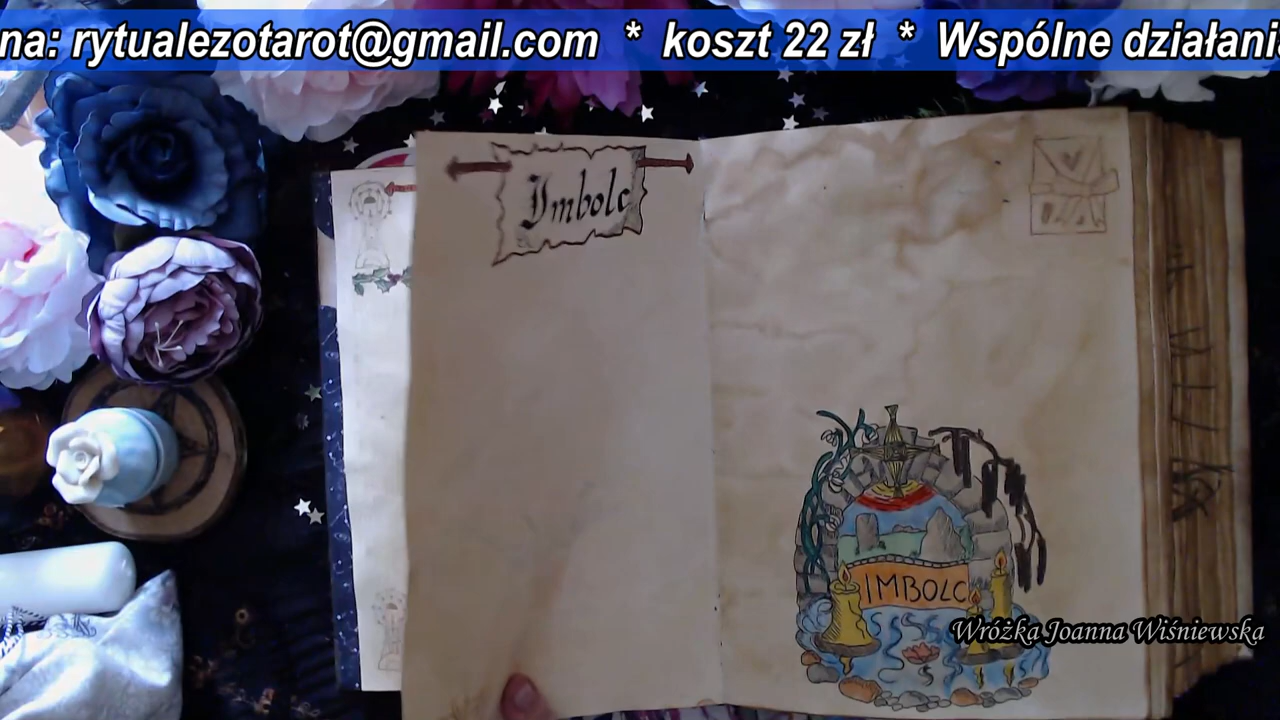 na: rytualezotarot@gmail.com * koszt 22 zł * Wspólne działani
Imbolc
IMBOLC
Wróżka Joanna Wiśniewska